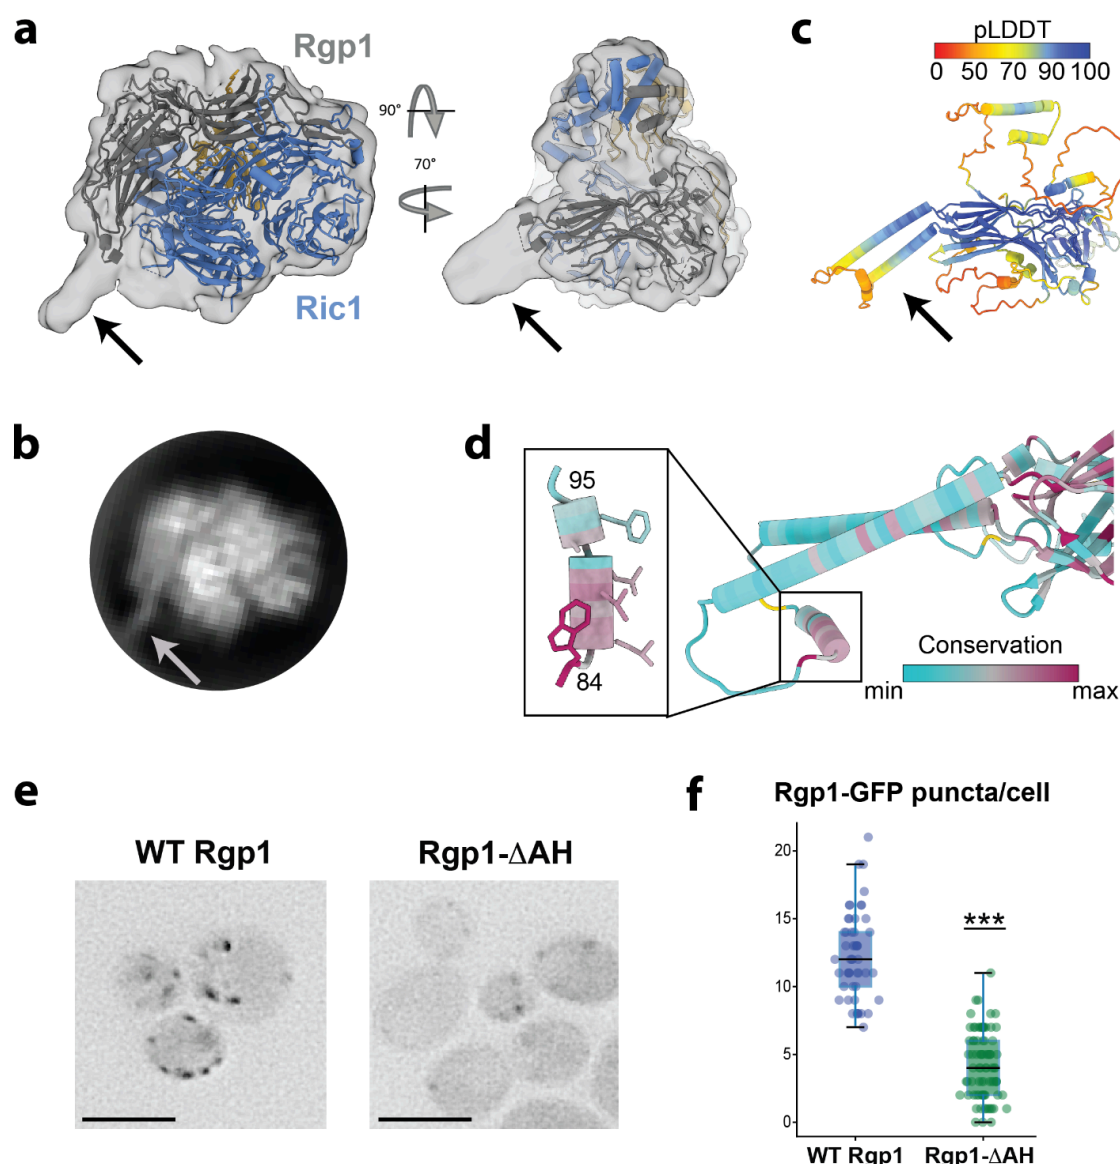 a
Rgp1
90°
70°
Ric1
c
pLDDT
0 50 70 90 100
b
d
95
84
Conservation
min max
e
WT Rgp1 Rgp1-ΔAH
f
Rgp1-GFP puncta/cell
20
15
10
5
0
***
WT Rgp1 Rgp1-ΔAH